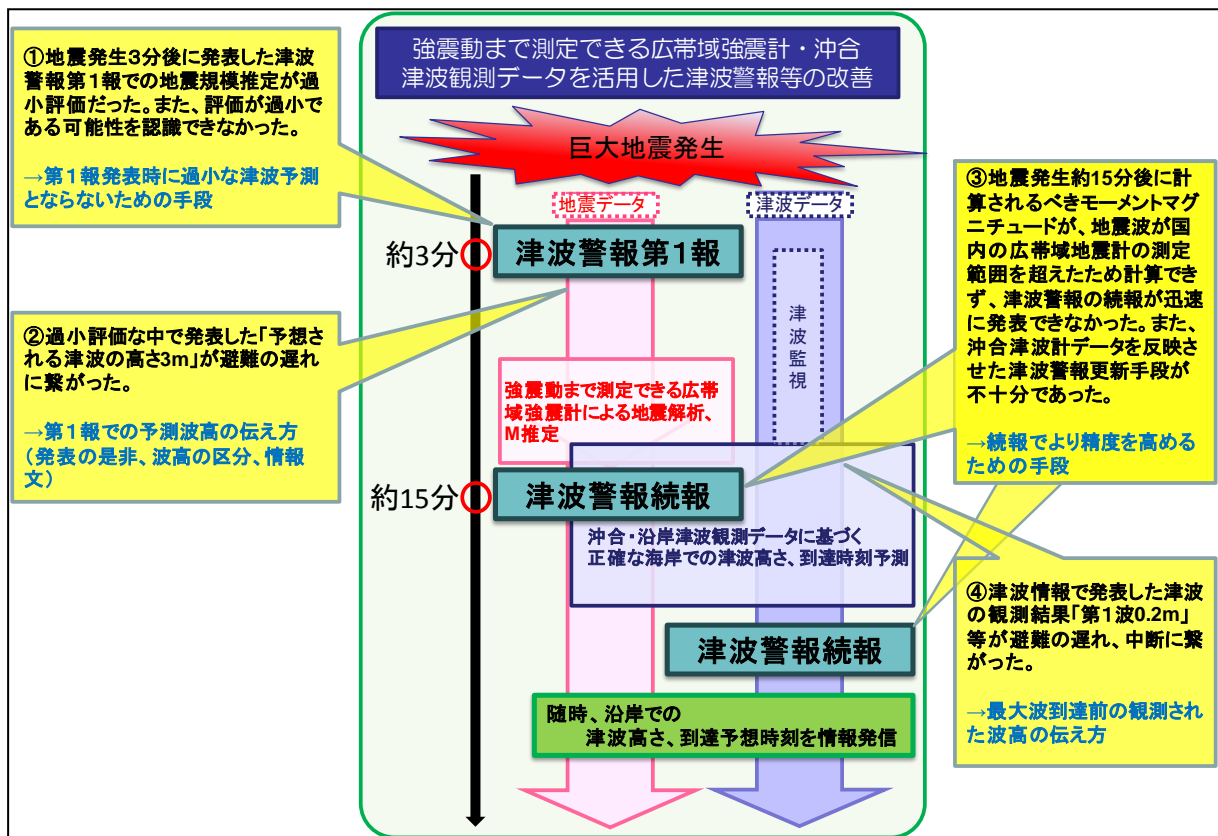 強震動まで測定できる広帯域強震計・沖合
津波観測データを活用した津波警報等の改善
①地震発生3分後に発表した津波
警報第1報での地震規模推定が過
小評価だった。また、評価が過小で
ある可能性を認識できなかった。
→第1報発表時に過小な津波予測
とならないための手段
巨大地震発生
地震データ
津波データ
約3分
津波警報第1報
②過小評価な中で発表した「予想さ
れる津波の高さ3m」が避難の遅れ
に繋がった。
→第1報での予測波高の伝え方
（発表の是非、波高の区分、情報
文）
津波監視
強震動まで測定できる広帯
域強震計による地震解析、
M推定
約15分
津波警報続報
沖合・沿岸津波観測データに基づく
正確な海岸での津波高さ、到達時刻予測
津波警報続報
随時、沿岸での
津波高さ、到達予想時刻を情報発信
③地震発生約15分後に計
算されるべきモーメントマグ
ニチュードが、地震波が国
内の広帯域地震計の測定
範囲を超えたため計算でき
ず、津波警報の続報が迅速
に発表できなかった。また、
沖合津波計データを反映さ
せた津波警報更新手段が
不十分であった。
→続報でより精度を高める
ための手段
④津波情報で発表した津波
の観測結果「第1波0.2m」
等が避難の遅れ、中断に繋
がった。
→最大波到達前の観測され
た波高の伝え方